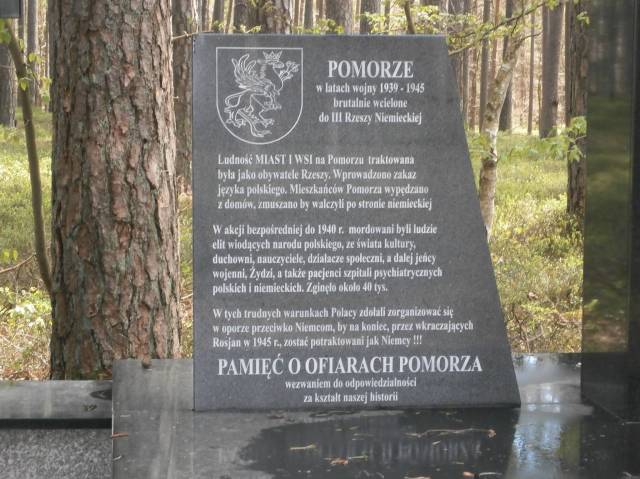 POMORZE
w latach wojny 1939 - 1945
brutalnie wcielone
do III Rzeszy Niemieckiej
Ludność MIAST I WSI na Pomorzu traktowana
była jako obywatele Rzeszy. Wprowadzono zakaz
języka polskiego. Mieszkańców Pomorza wypędzano
z domów, zmuszano by walczyli po stronie niemieckiej
W akcji bezpośredniej do 1940 r. mordowani byli ludzie
elit wiodących narodu polskiego, ze świata kultury,
duchowni, nauczyciele, działacze społeczni, a dalej jeńcy
wojenni, Żydzi, a także pacjenci szpitali psychiatrycznych
polskich i niemieckich. Zginęło około 40 tys.
W tych trudnych warunkach Polacy zdołali zorganizować się
w oporze przeciwko Niemcom, by na koniec, przez wkraczających
Rosjan w 1945 r., zostać potraktowani jak Niemcy !!!
PAMIĘĆ O OFIARACH POMORZA
wezwaniem do odpowiedzialności
za kształt naszej historii